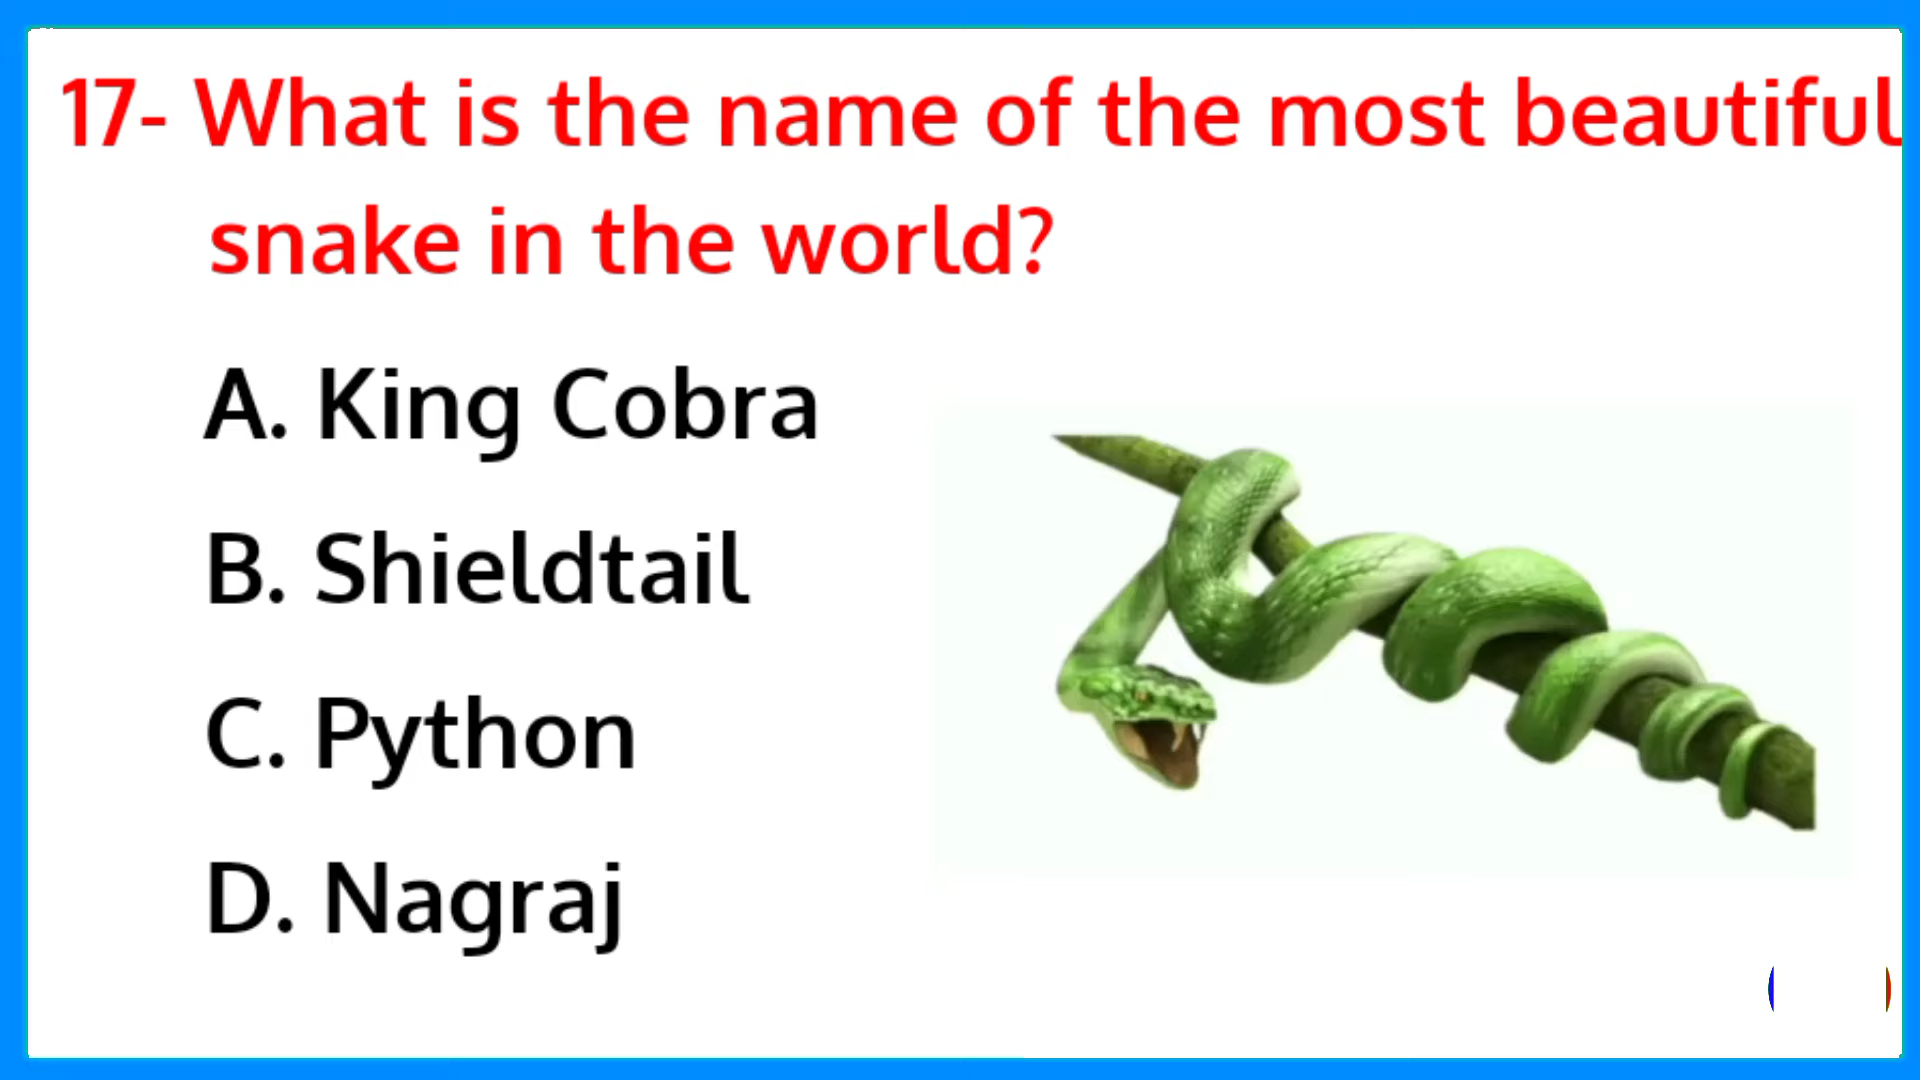 17- What is the name of the most beautiful
snake in the world?
A. King Cobra
B. Shieldtail
C. Python
D. Nagraj